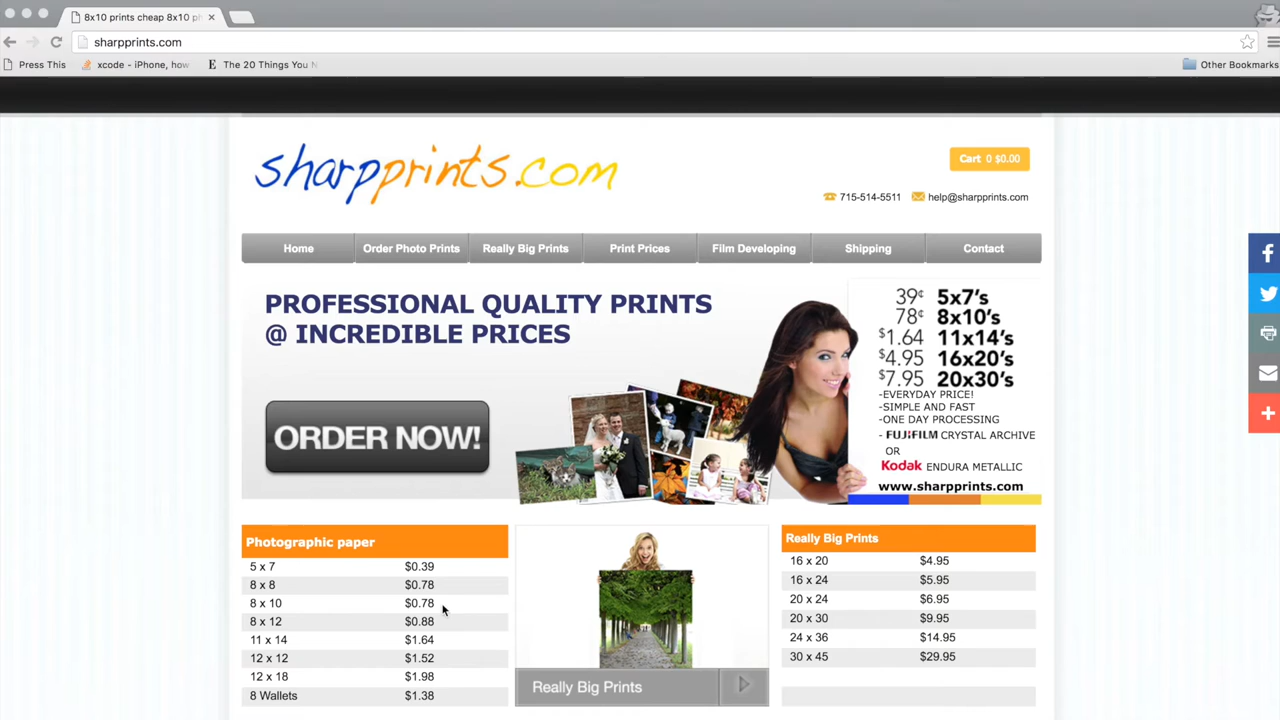 8x10 prints cheap 8x10 ph
sharpprints.com
Press This
xcode - iPhone, how
E The 20 Things You N
Other Bookmarks
sharpprints.com
Cart 0 $0.00
715-514-5511
help@sharpprints.com
Home
Order Photo Prints
Really Big Prints
Print Prices
Film Developing
Shipping
Contact
PROFESSIONAL QUALITY PRINTS
@ INCREDIBLE PRICES
ORDER NOW!
39¢ 5x7's
78¢ 8x10's
$1.64 11x14's
$4.95 16x20's
$7.95 20x30's
-EVERYDAY PRICE!
-SIMPLE AND FAST
-ONE DAY PROCESSING
- FUJIFILM CRYSTAL ARCHIVE
OR
Kodak ENDURA METALLIC
www.sharpprints.com
Photographic paper
5 x 7 $0.39
8 x 8 $0.78
8 x 10 $0.78
8 x 12 $0.88
11 x 14 $1.64
12 x 12 $1.52
12 x 18 $1.98
8 Wallets $1.38
Really Big Prints
Really Big Prints
16 x 20 $4.95
16 x 24 $5.95
20 x 24 $6.95
20 x 30 $9.95
24 x 36 $14.95
30 x 45 $29.95